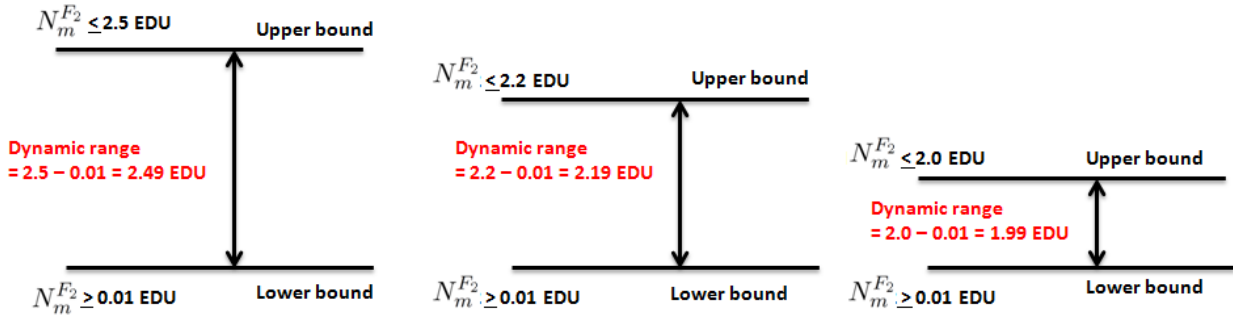 N_m^{F_2} ≤ 2.5 EDU
Upper bound
Dynamic range
= 2.5 – 0.01 = 2.49 EDU
Lower bound
N_m^{F_2} ≥ 0.01 EDU
N_m^{F_2} ≤ 2.2 EDU
Upper bound
Dynamic range
= 2.2 – 0.01 = 2.19 EDU
Lower bound
N_m^{F_2} ≥ 0.01 EDU
N_m^{F_2} ≤ 2.0 EDU
Upper bound
Dynamic range
= 2.0 – 0.01 = 1.99 EDU
Lower bound
N_m^{F_2} ≥ 0.01 EDU